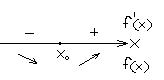 − + f'(x)
x₀ x
f(x)